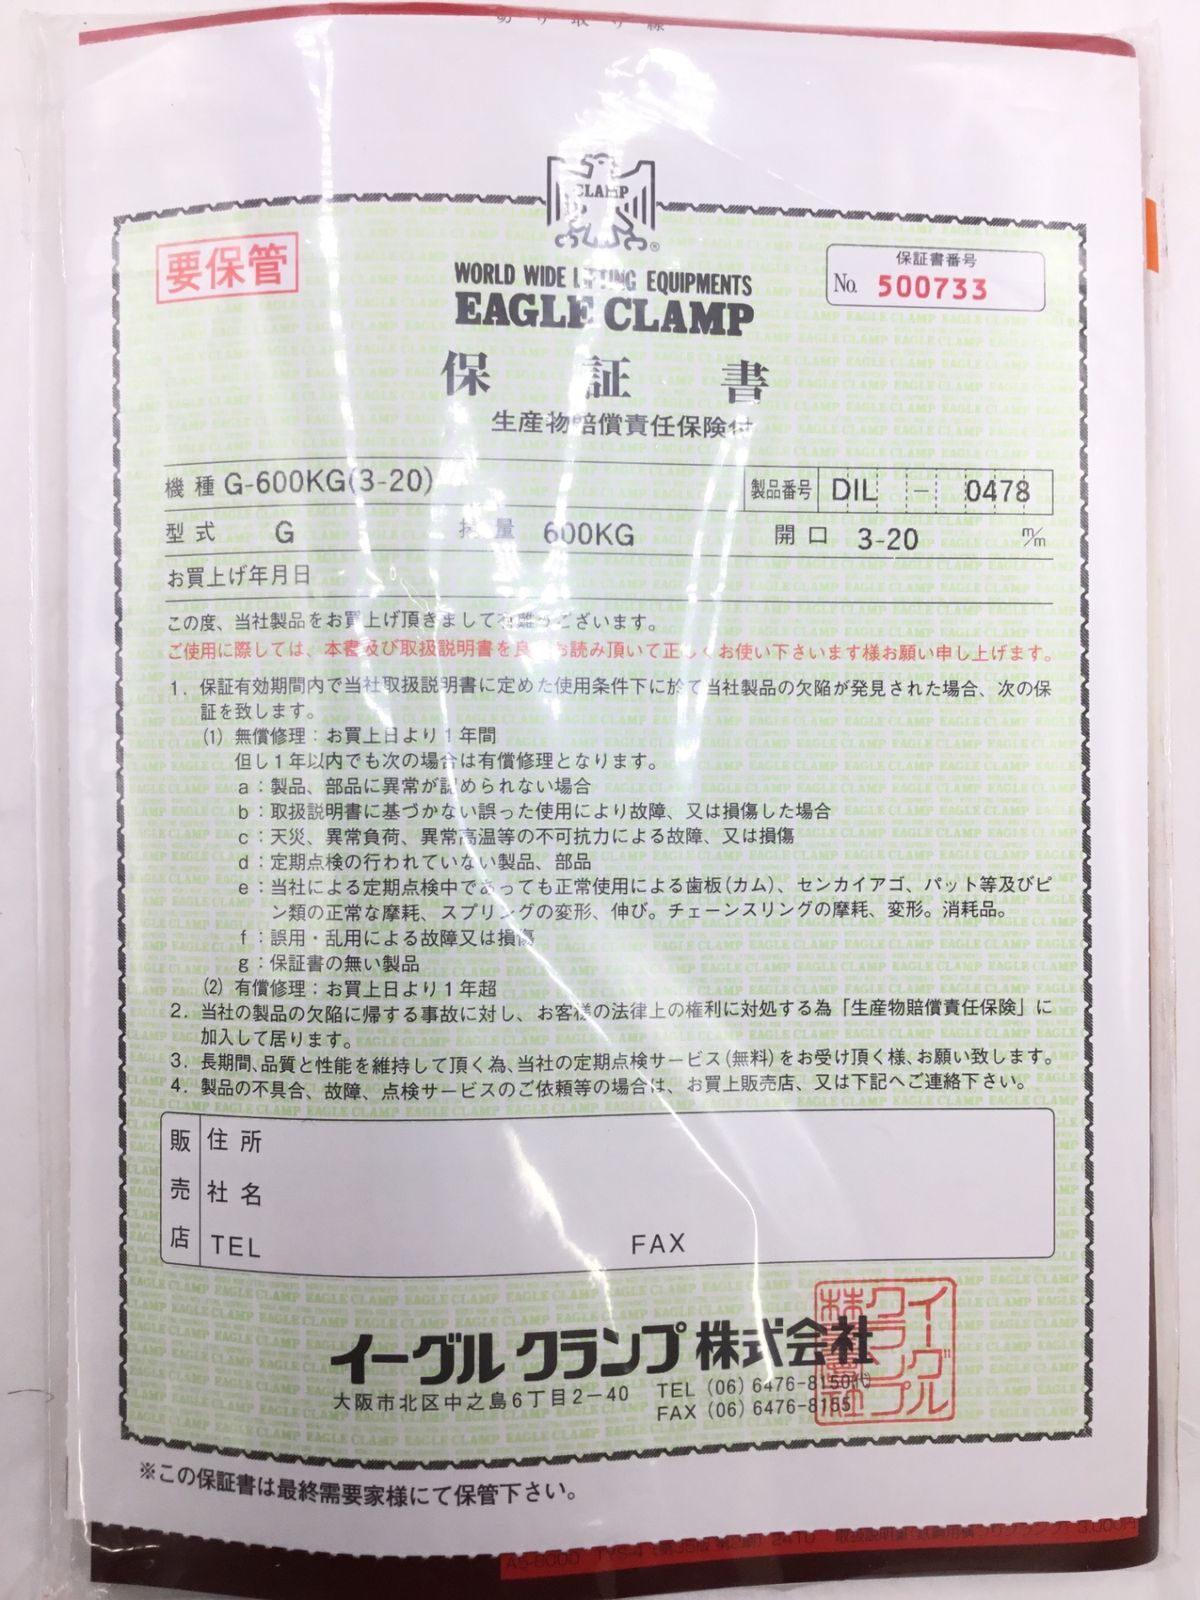 切り取り線
CLAMP
®
要保管
WORLD WIDE LIFTING EQUIPMENTS
EAGLE CLAMP
保証書番号
No. 500733
保証書
生産物賠償責任保険付
機種 G-600KG(3-20) 製品番号 DIL - 0478
型式 G 量 600KG 開口 3-20 m/m
お買上げ年月日
この度、当社製品をお買上げ頂きまして有難うございます。
ご使用に際しては、本書及び取扱説明書を良くお読み頂いて正しくお使い下さいます様お願い申し上げます。
1. 保証有効期間内で当社取扱説明書に定めた使用条件下に於て当社製品の欠陥が発見された場合、次の保
証を致します。
(1) 無償修理：お買上日より1年間
但し1年以内でも次の場合は有償修理となります。
a：製品、部品に異常が認められない場合
b：取扱説明書に基づかない誤った使用により故障、又は損傷した場合
c：天災、異常負荷、異常高温等の不可抗力による故障、又は損傷
d：定期点検の行われていない製品、部品
e：当社による定期点検中であっても正常使用による歯板(カム)、センカイアゴ、パット等及びピ
ン類の正常な摩耗、スプリングの変形、伸び。チェーンスリングの摩耗、変形。消耗品。
f：誤用・乱用による故障又は損傷
g：保証書の無い製品
(2) 有償修理：お買上日より1年超
2. 当社の製品の欠陥に帰する事故に対し、お客様の法律上の権利に対処する為「生産物賠償責任保険」に
加入して居ります。
3. 長期間、品質と性能を維持して頂く為、当社の定期点検サービス(無料)をお受け頂く様、お願い致します。
4. 製品の不具合、故障、点検サービスのご依頼等の場合は、お買上販売店、又は下記へご連絡下さい。
販売店
住所
社名
TEL FAX
イーグルクランプ株式会社
大阪市北区中之島6丁目2-40 TEL (06) 6476-8150代
FAX (06) 6476-8155
イーグルクランプ株式会社
※この保証書は最終需要家様にて保管下さい。